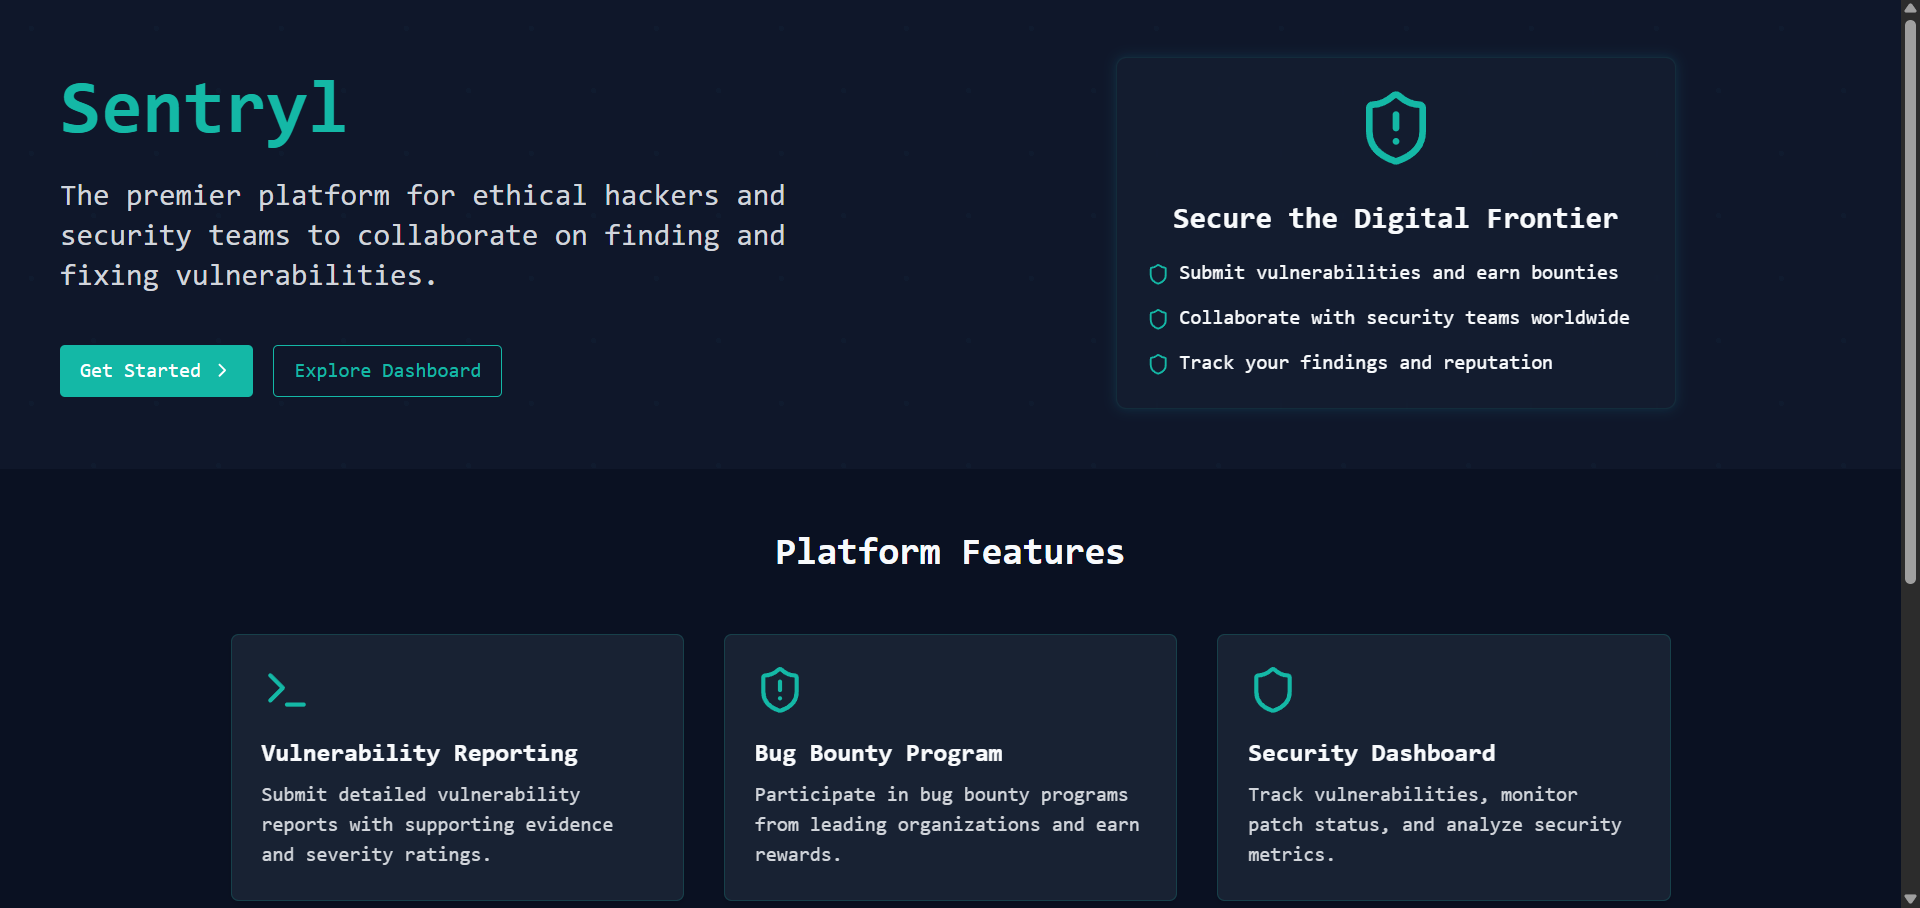 Sentryl
The premier platform for ethical hackers and
security teams to collaborate on finding and
fixing vulnerabilities.
Get Started
Explore Dashboard
Secure the Digital Frontier
Submit vulnerabilities and earn bounties
Collaborate with security teams worldwide
Track your findings and reputation
Platform Features
Vulnerability Reporting
Submit detailed vulnerability
reports with supporting evidence
and severity ratings.
Bug Bounty Program
Participate in bug bounty programs
from leading organizations and earn
rewards.
Security Dashboard
Track vulnerabilities, monitor
patch status, and analyze security
metrics.